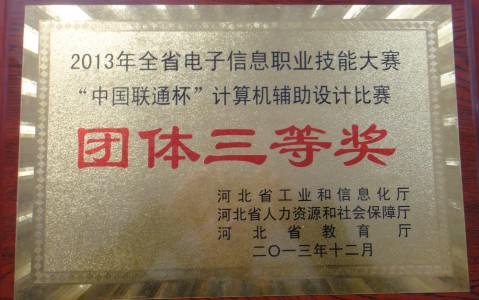 2013年全省电子信息职业技能大赛
“中国联通杯”计算机辅助设计比赛
团体三等奖
河北省工业和信息化厅
河北省人力资源和社会保障厅
河北省教育厅
二〇一三年十二月